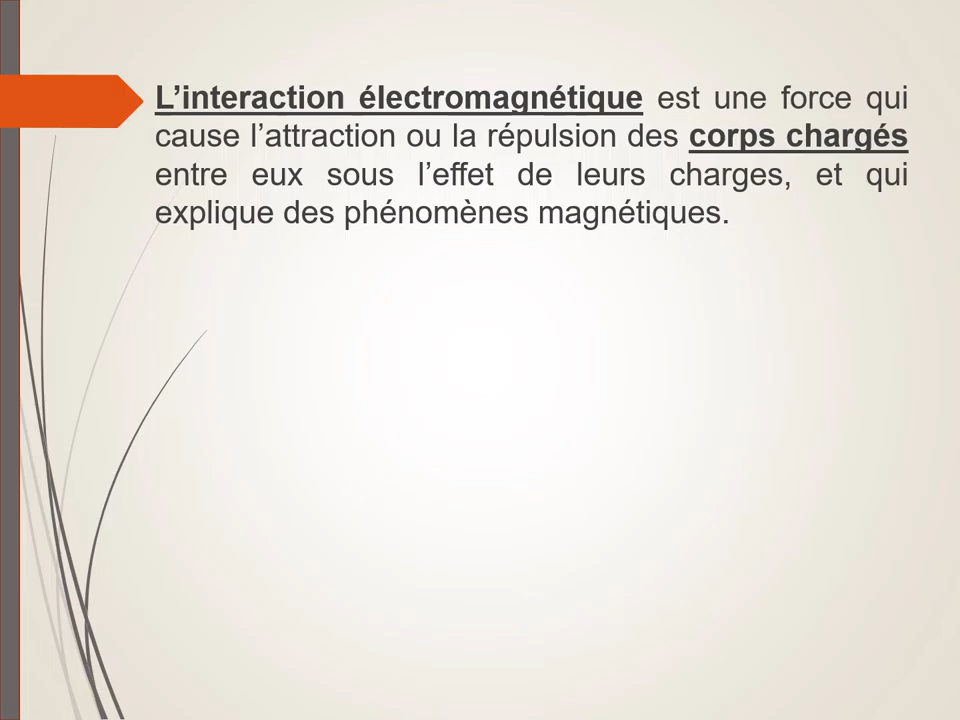 L’interaction électromagnétique est une force qui
cause l’attraction ou la répulsion des corps chargés
entre eux sous l’effet de leurs charges, et qui
explique des phénomènes magnétiques.